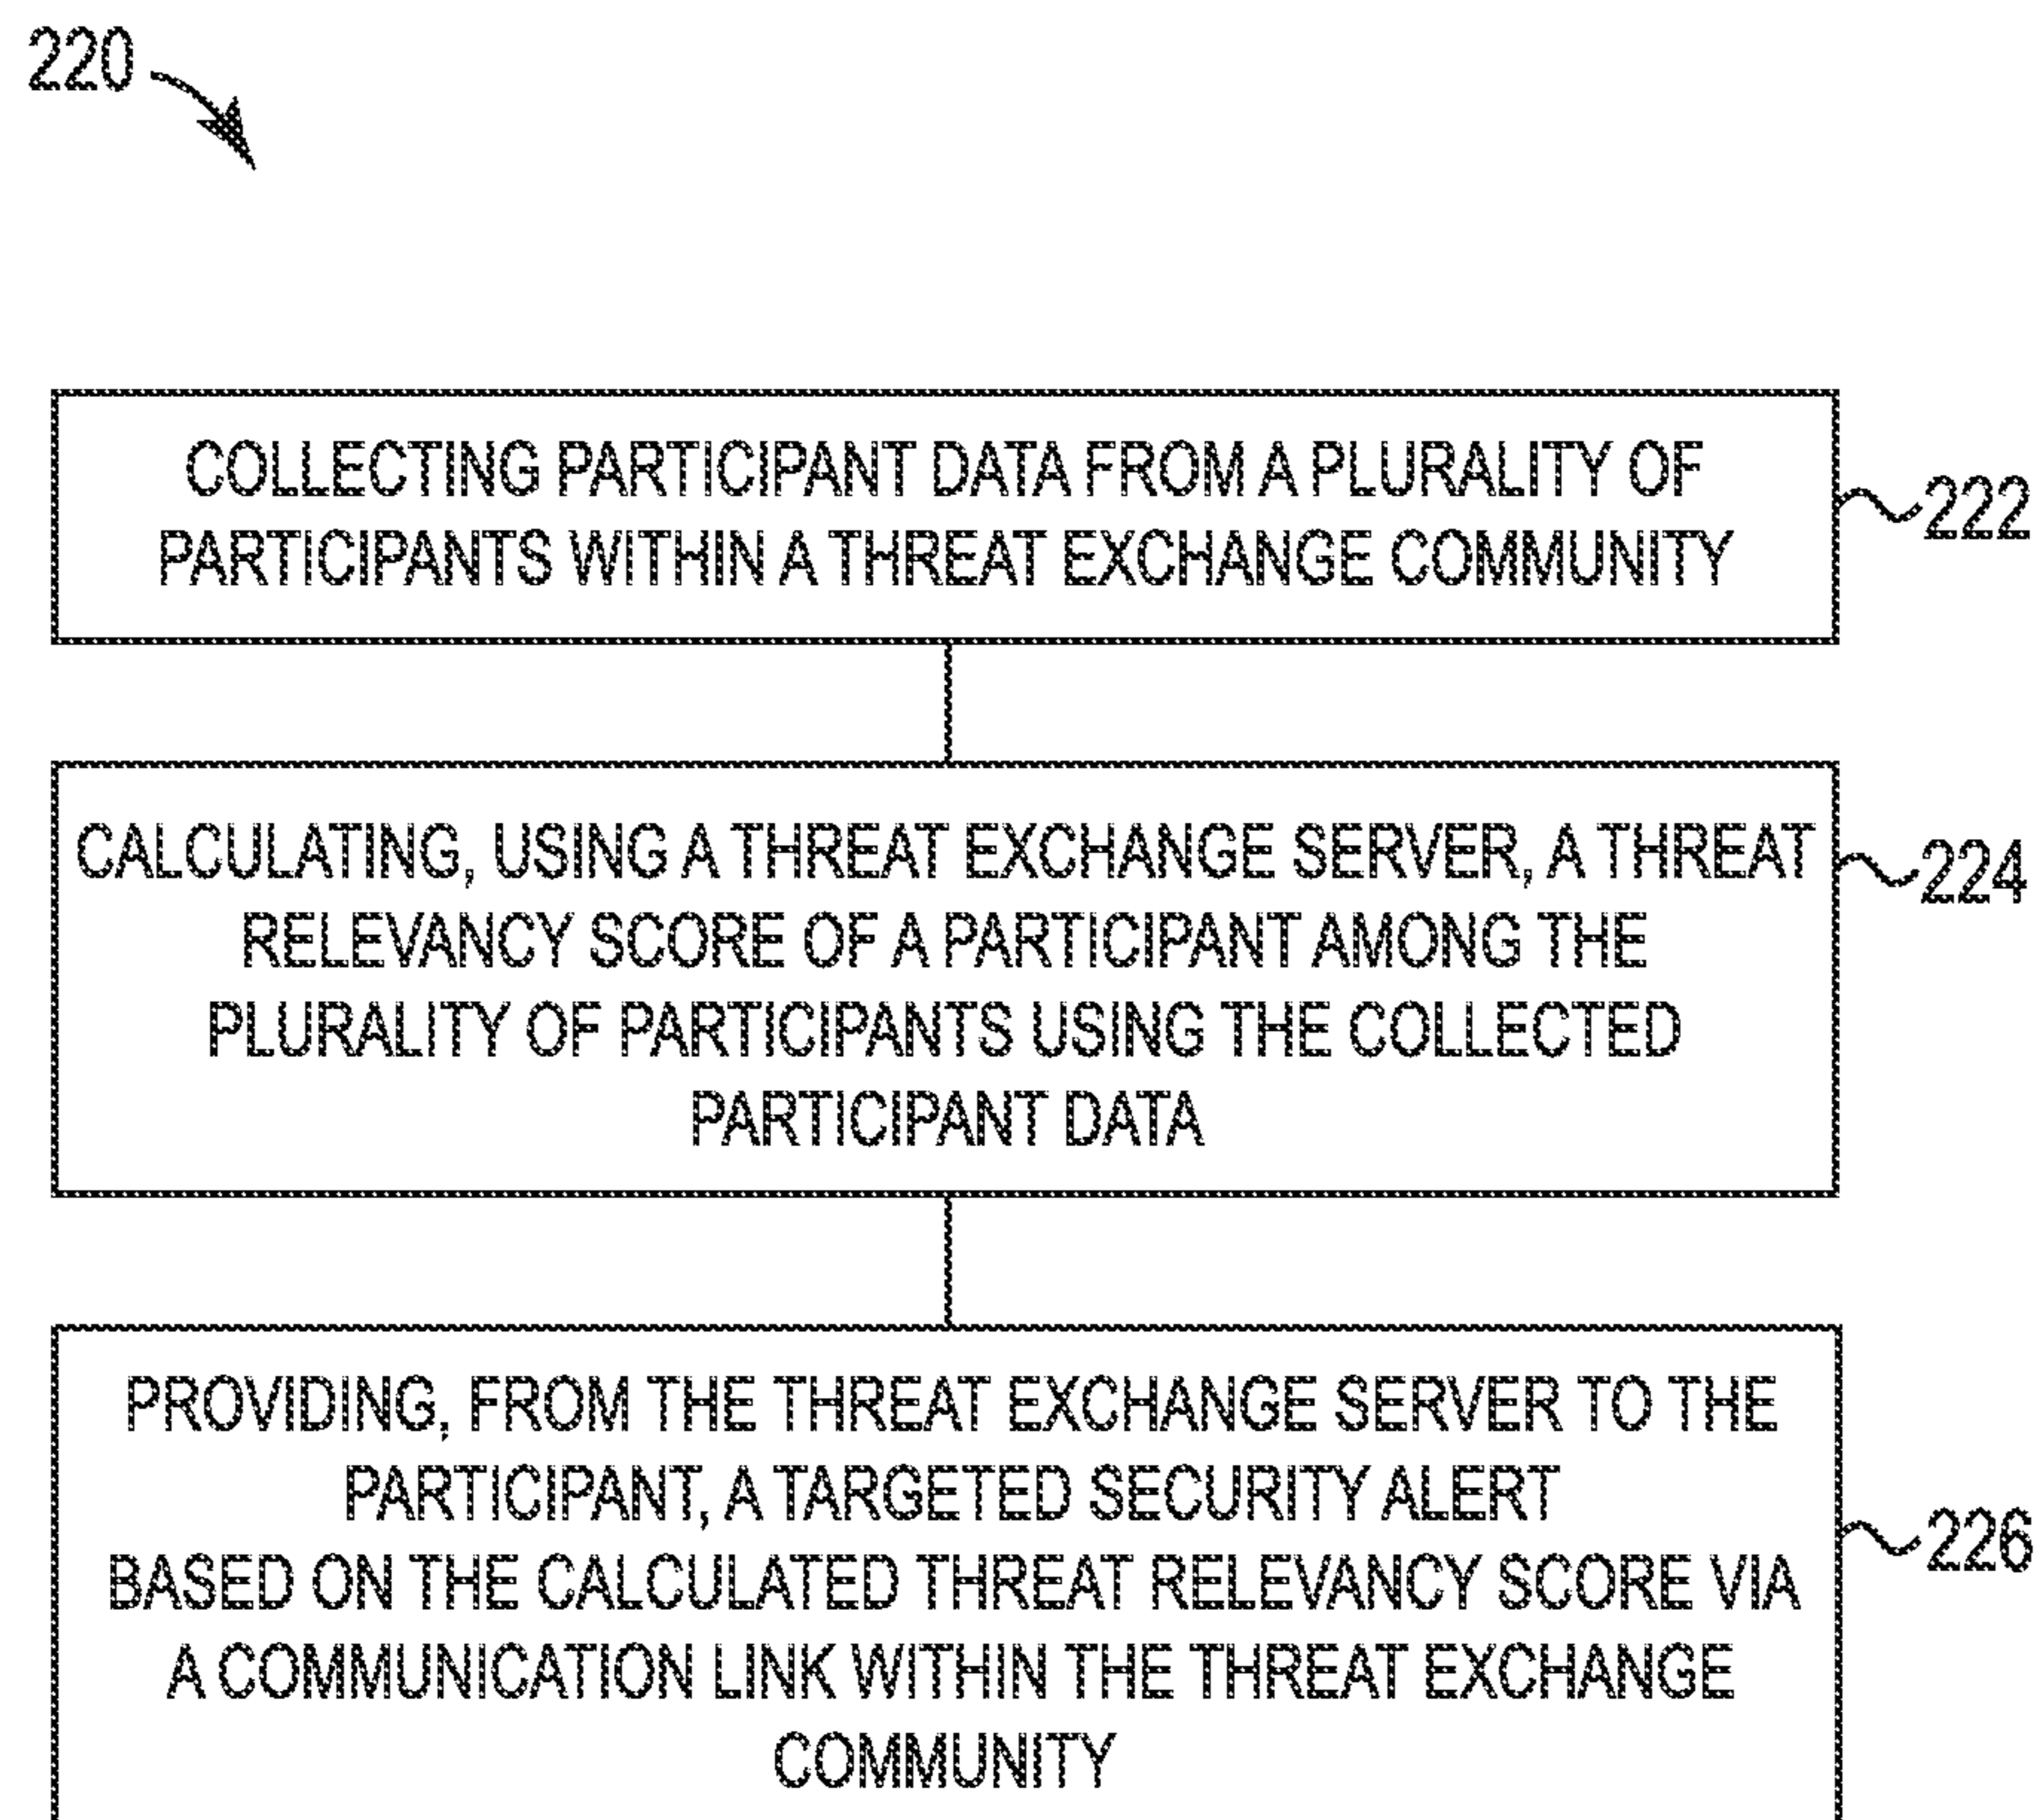 220
COLLECTING PARTICIPANT DATA FROM A PLURALITY OF
PARTICIPANTS WITHIN A THREAT EXCHANGE COMMUNITY
222
CALCULATING, USING A THREAT EXCHANGE SERVER, A THREAT
RELEVANCY SCORE OF A PARTICIPANT AMONG THE
PLURALITY OF PARTICIPANTS USING THE COLLECTED
PARTICIPANT DATA
224
PROVIDING, FROM THE THREAT EXCHANGE SERVER TO THE
PARTICIPANT, A TARGETED SECURITY ALERT
BASED ON THE CALCULATED THREAT RELEVANCY SCORE VIA
A COMMUNICATION LINK WITHIN THE THREAT EXCHANGE
COMMUNITY
226